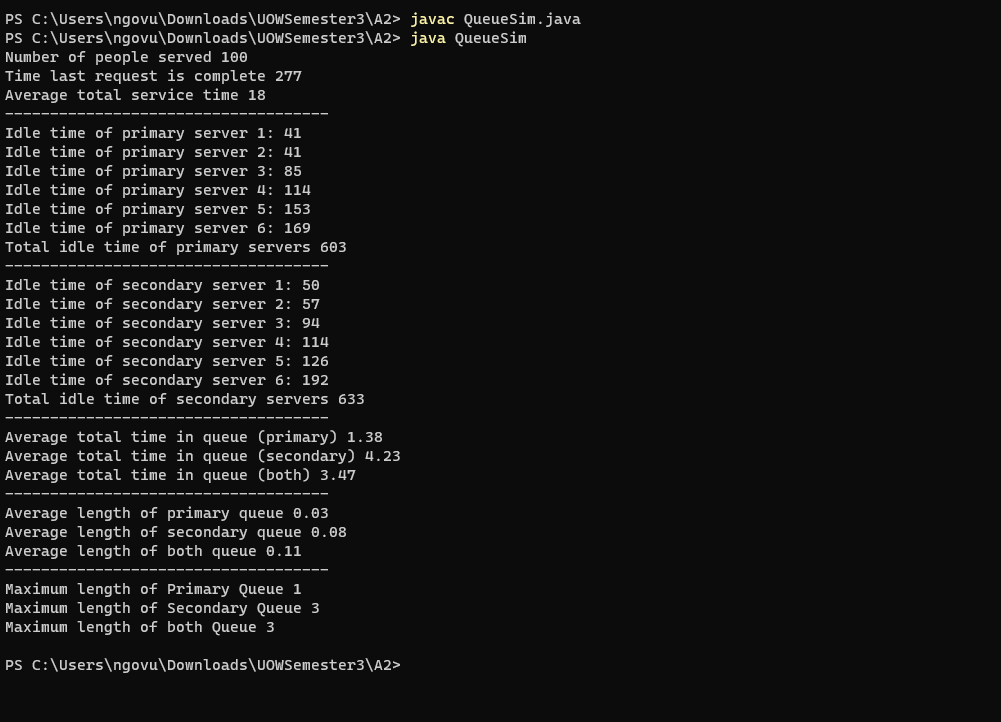 PS C:\Users\ngovu\Downloads\UOWSemester3\A2> javac QueueSim.java
PS C:\Users\ngovu\Downloads\UOWSemester3\A2> java QueueSim
Number of people served 100
Time last request is complete 277
Average total service time 18
------------------------------------
Idle time of primary server 1: 41
Idle time of primary server 2: 41
Idle time of primary server 3: 85
Idle time of primary server 4: 114
Idle time of primary server 5: 153
Idle time of primary server 6: 169
Total idle time of primary servers 603
------------------------------------
Idle time of secondary server 1: 50
Idle time of secondary server 2: 57
Idle time of secondary server 3: 94
Idle time of secondary server 4: 114
Idle time of secondary server 5: 126
Idle time of secondary server 6: 192
Total idle time of secondary servers 633
------------------------------------
Average total time in queue (primary) 1.38
Average total time in queue (secondary) 4.23
Average total time in queue (both) 3.47
------------------------------------
Average length of primary queue 0.03
Average length of secondary queue 0.08
Average length of both queue 0.11
------------------------------------
Maximum length of Primary Queue 1
Maximum length of Secondary Queue 3
Maximum length of both Queue 3
PS C:\Users\ngovu\Downloads\UOWSemester3\A2>